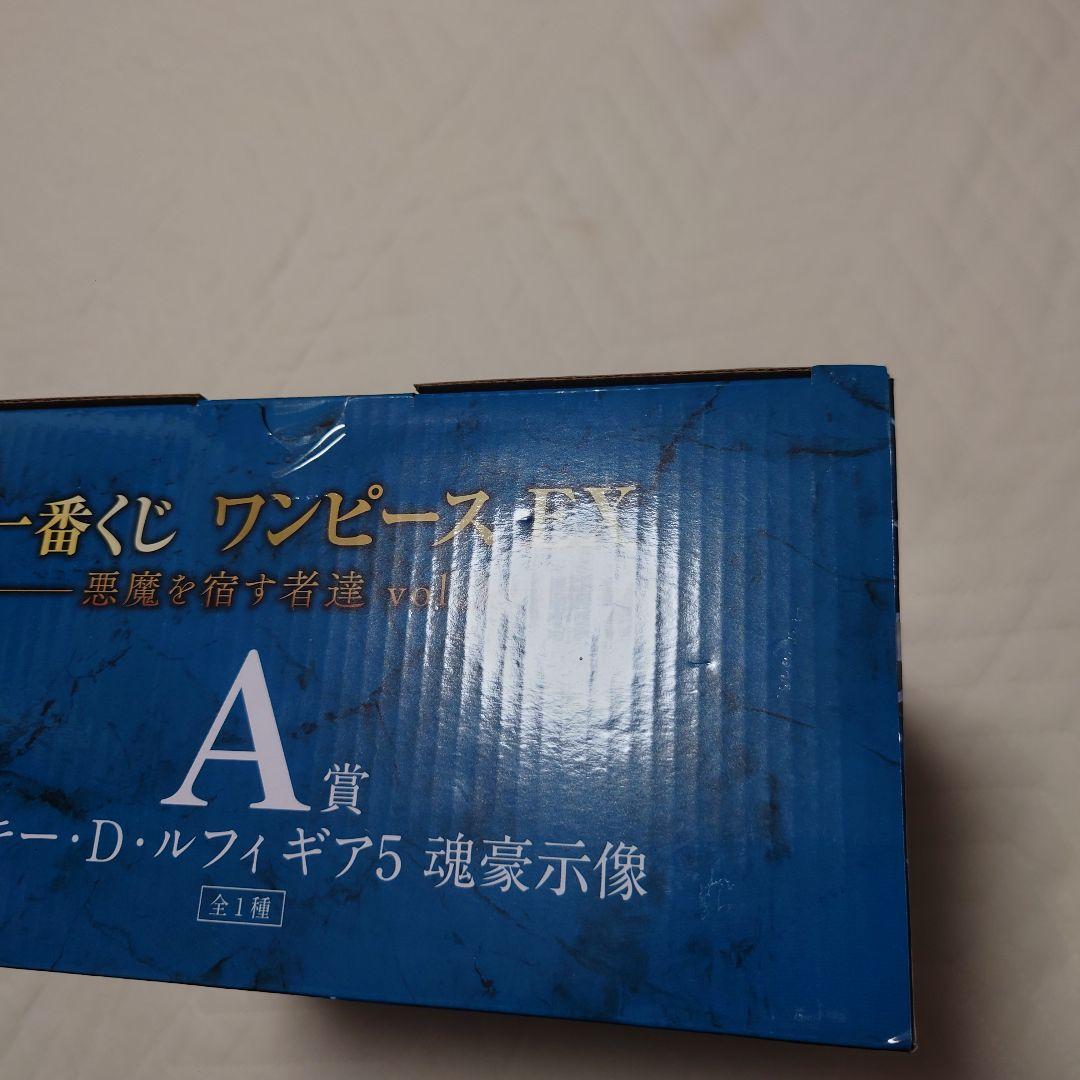 一番くじ ワンピース EX
悪魔を宿す者達 vol.
A賞
キー・D・ルフィ ギア5 魂豪示像
全1種